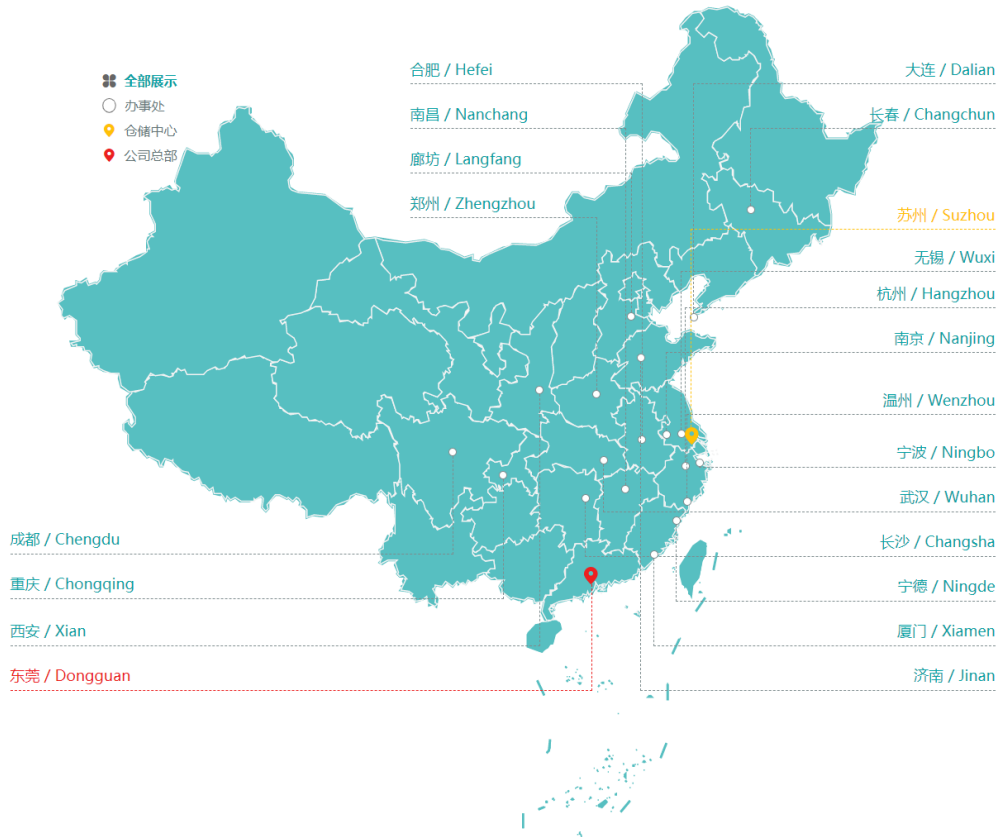 全部展示
办事处
仓储中心
公司总部
合肥 / Hefei
南昌 / Nanchang
廊坊 / Langfang
郑州 / Zhengzhou
大连 / Dalian
长春 / Changchun
苏州 / Suzhou
无锡 / Wuxi
杭州 / Hangzhou
南京 / Nanjing
温州 / Wenzhou
宁波 / Ningbo
武汉 / Wuhan
长沙 / Changsha
宁德 / Ningde
厦门 / Xiamen
济南 / Jinan
成都 / Chengdu
重庆 / Chongqing
西安 / Xian
东莞 / Dongguan